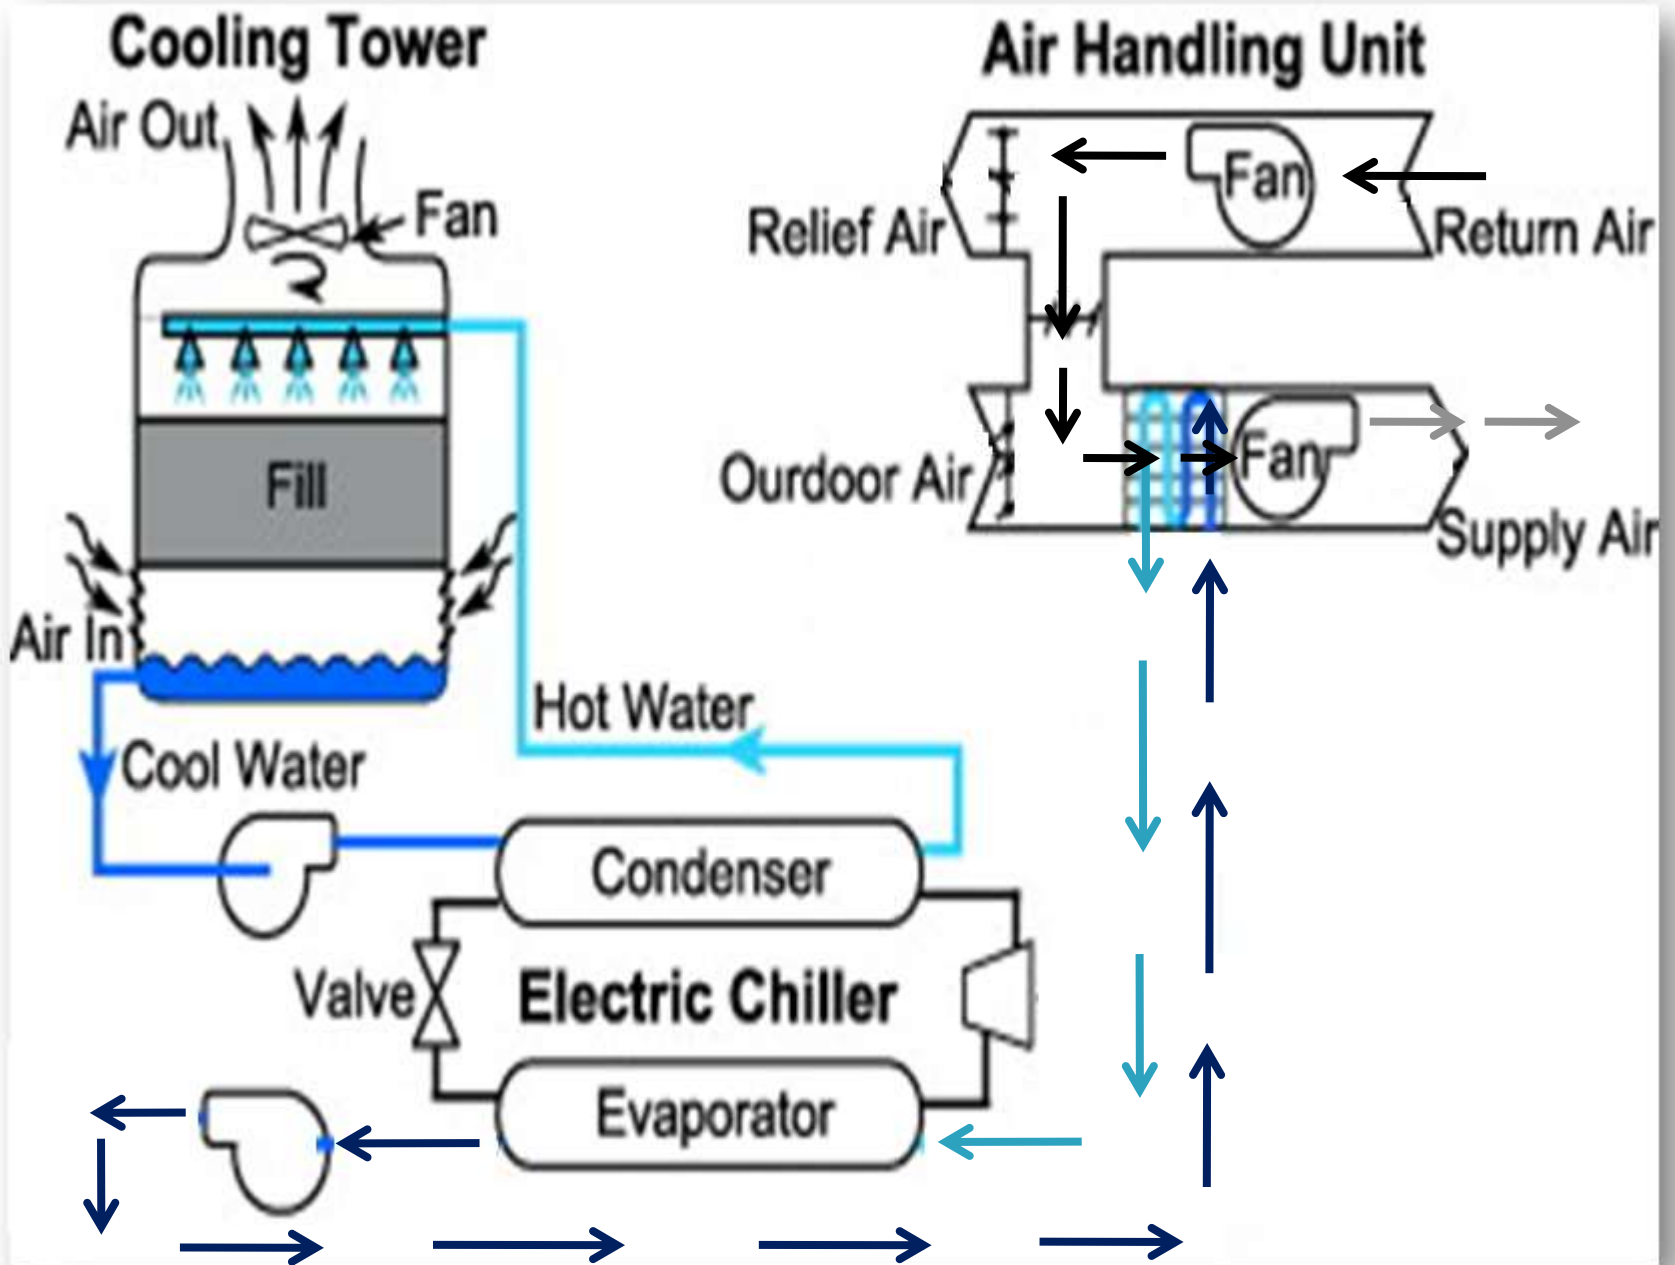 Cooling Tower
Air Handling Unit
Air Out
Fan
Fan
Relief Air
Return Air
Fill
Ourdoor Air
Fan
Supply Air
Air In
Hot Water
Cool Water
Condenser
Valve
Electric Chiller
Evaporator